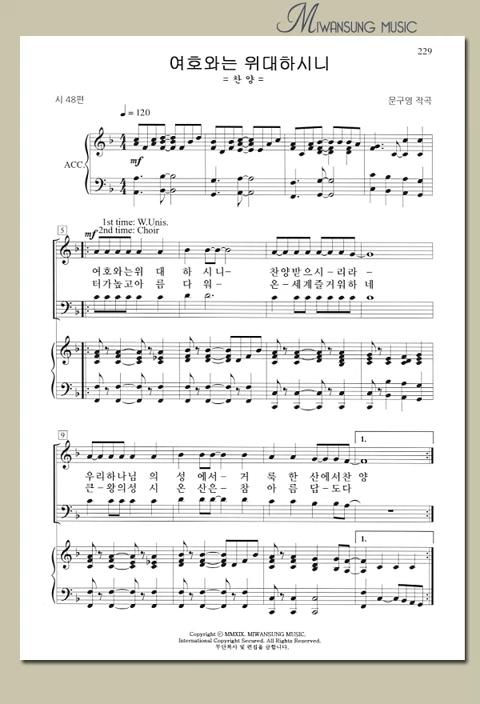 MIWANSUNG MUSIC
229
여호와는 위대하시니
= 찬 양 =
시 48편
문구영 작곡
♩ = 120
ACC.
mf
5
1st time: W.Unis.
mf 2nd time: Choir
여호와는위 대 하 시니– 찬양받으시–리라–
터가높고아 름 다 워– 온–세계즐거워하 네
9
1.
우리하나님 의 성 에서– 거 룩 한 산에서찬 양
큰–왕의성 시 온 산은– 참 아 름 답–도다
1.
Copyright ⓟ MMXIX. MIWANSUNG MUSIC.
International Copyright Secured. All Rights Reserved.
무단복사 및 편집을 금합니다.